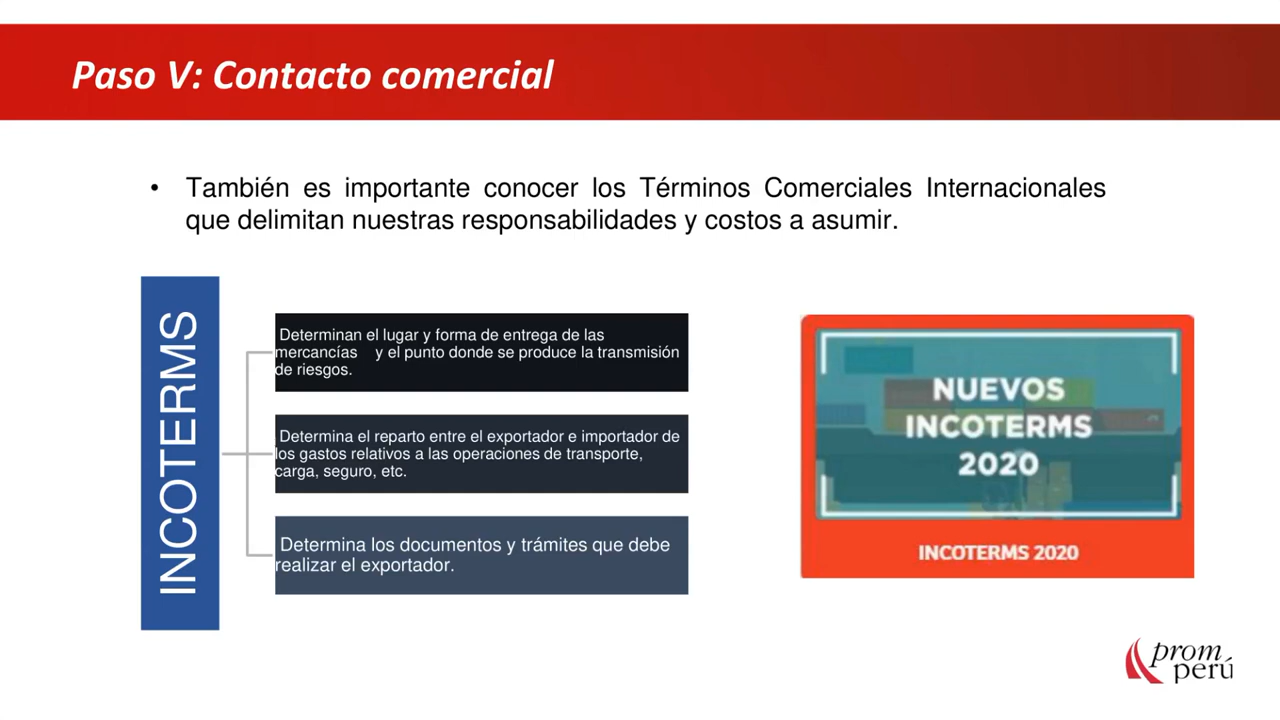 Paso V: Contacto comercial
• También es importante conocer los Términos Comerciales Internacionales
que delimitan nuestras responsabilidades y costos a asumir.
INCOTERMS
Determinan el lugar y forma de entrega de las
mercancías y el punto donde se produce la transmisión
de riesgos.
Determina el reparto entre el exportador e importador de
los gastos relativos a las operaciones de transporte,
carga, seguro, etc.
Determina los documentos y trámites que debe
realizar el exportador.
NUEVOS
INCOTERMS
2020
INCOTERMS 2020
prom
perú